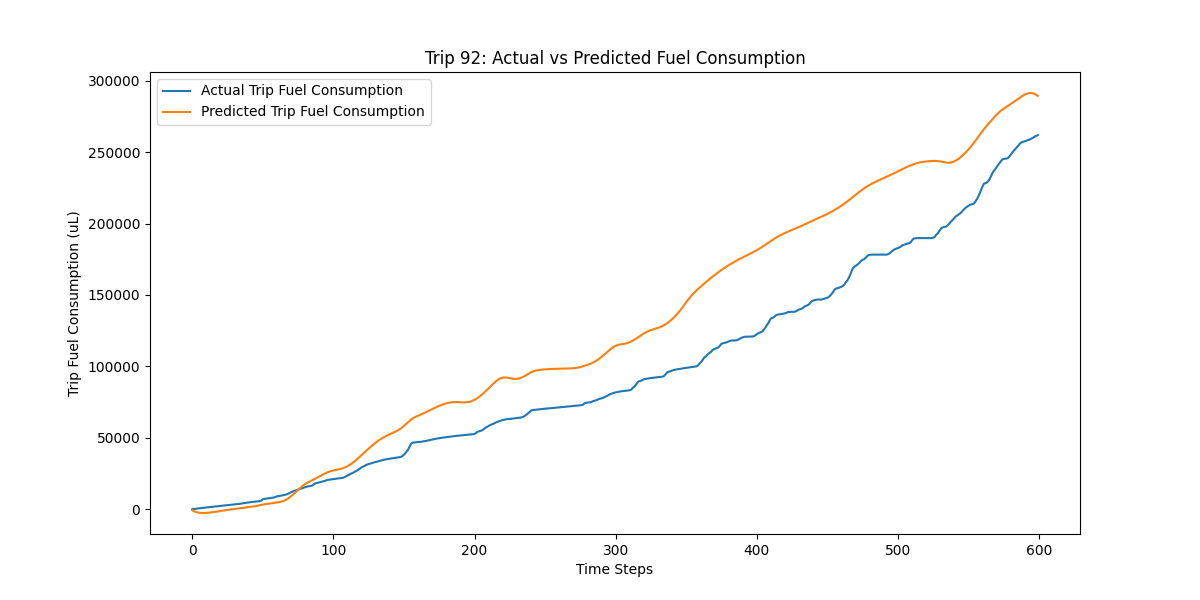 Trip 92: Actual vs Predicted Fuel Consumption
Actual Trip Fuel Consumption
Predicted Trip Fuel Consumption
Trip Fuel Consumption (uL)
300000
250000
200000
150000
100000
50000
0
0 100 200 300 400 500 600
Time Steps